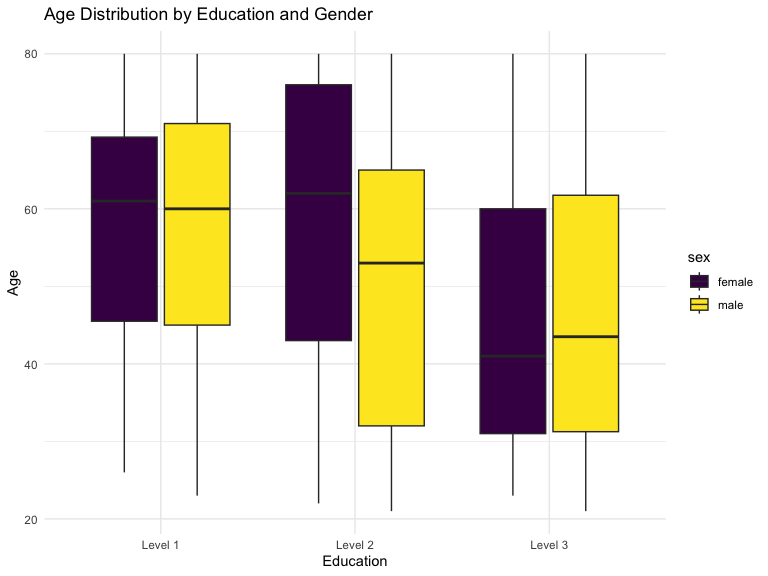 Age Distribution by Education and Gender
80
60
40
20
Age
Level 1
Level 2
Level 3
Education
sex
female
male